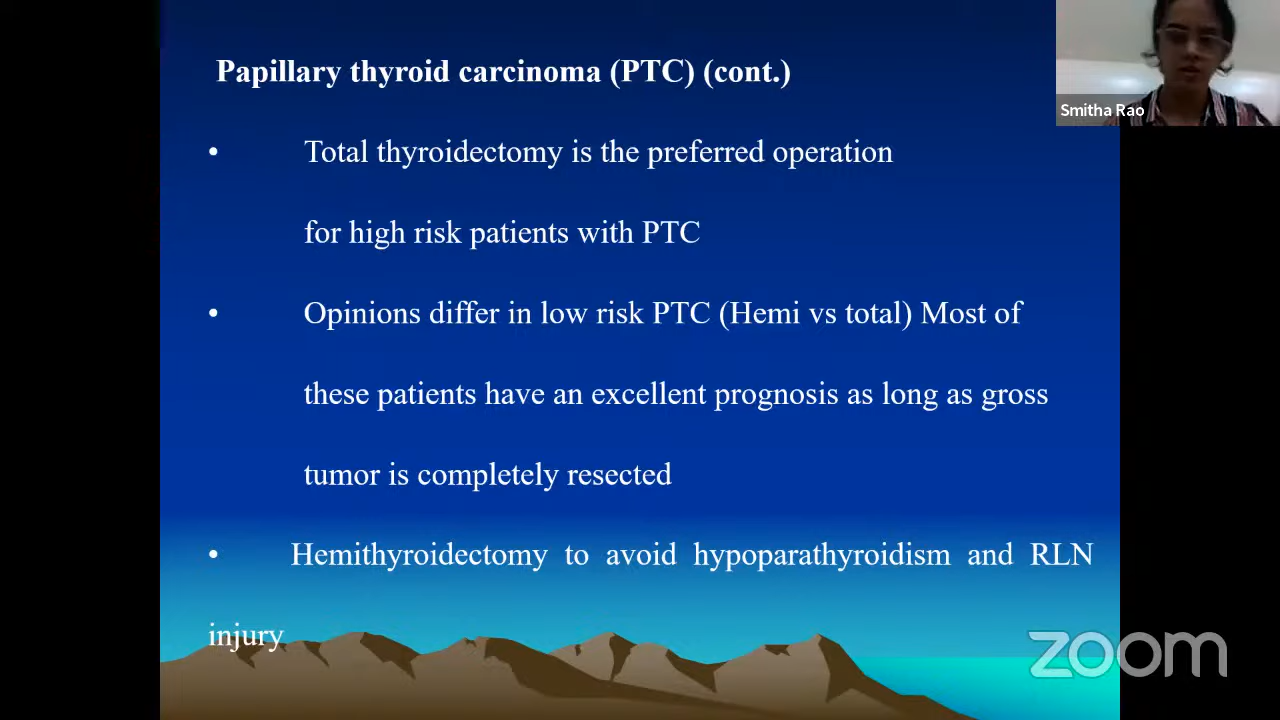 Papillary thyroid carcinoma (PTC) (cont.)
Smitha Rao
• Total thyroidectomy is the preferred operation
for high risk patients with PTC
• Opinions differ in low risk PTC (Hemi vs total) Most of
these patients have an excellent prognosis as long as gross
tumor is completely resected
• Hemithyroidectomy to avoid hypoparathyroidism and RLN
injury
zoom